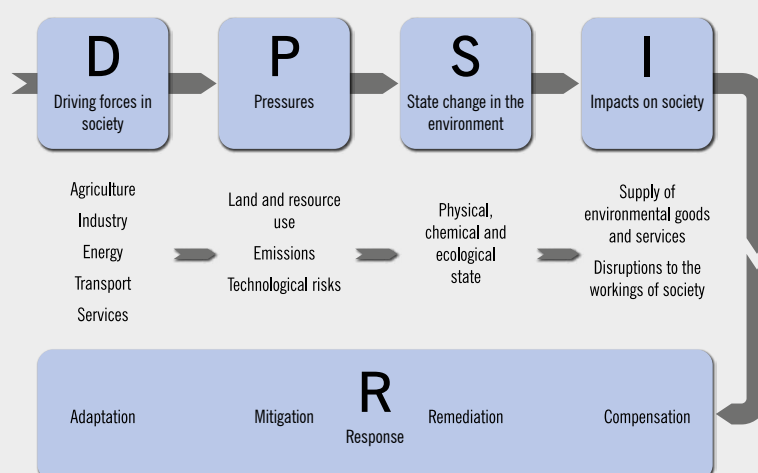 D
Driving forces in
society
P
Pressures
S
State change in the
environment
I
Impacts on society
Agriculture
Industry
Energy
Transport
Services
Land and resource
use
Emissions
Technological risks
Physical,
chemical and
ecological
state
Supply of
environmental goods
and services
Disruptions to the
workings of society
R
Response
Adaptation
Mitigation
Remediation
Compensation